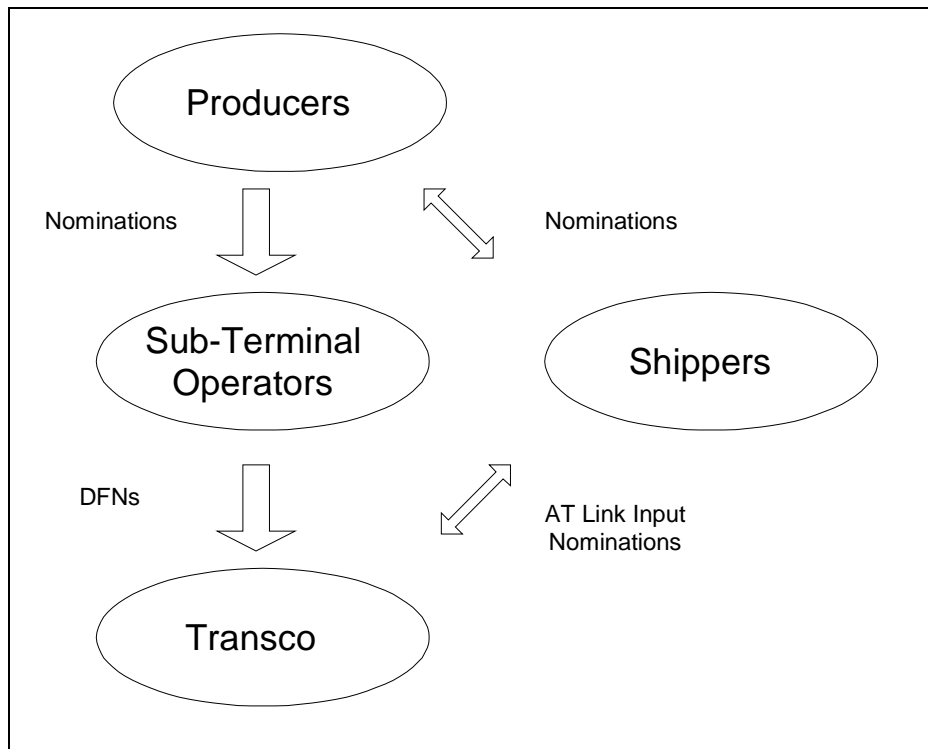 Producers
Nominations
Nominations
Sub-Terminal
Operators
Shippers
DFNs
AT Link Input
Nominations
Transco